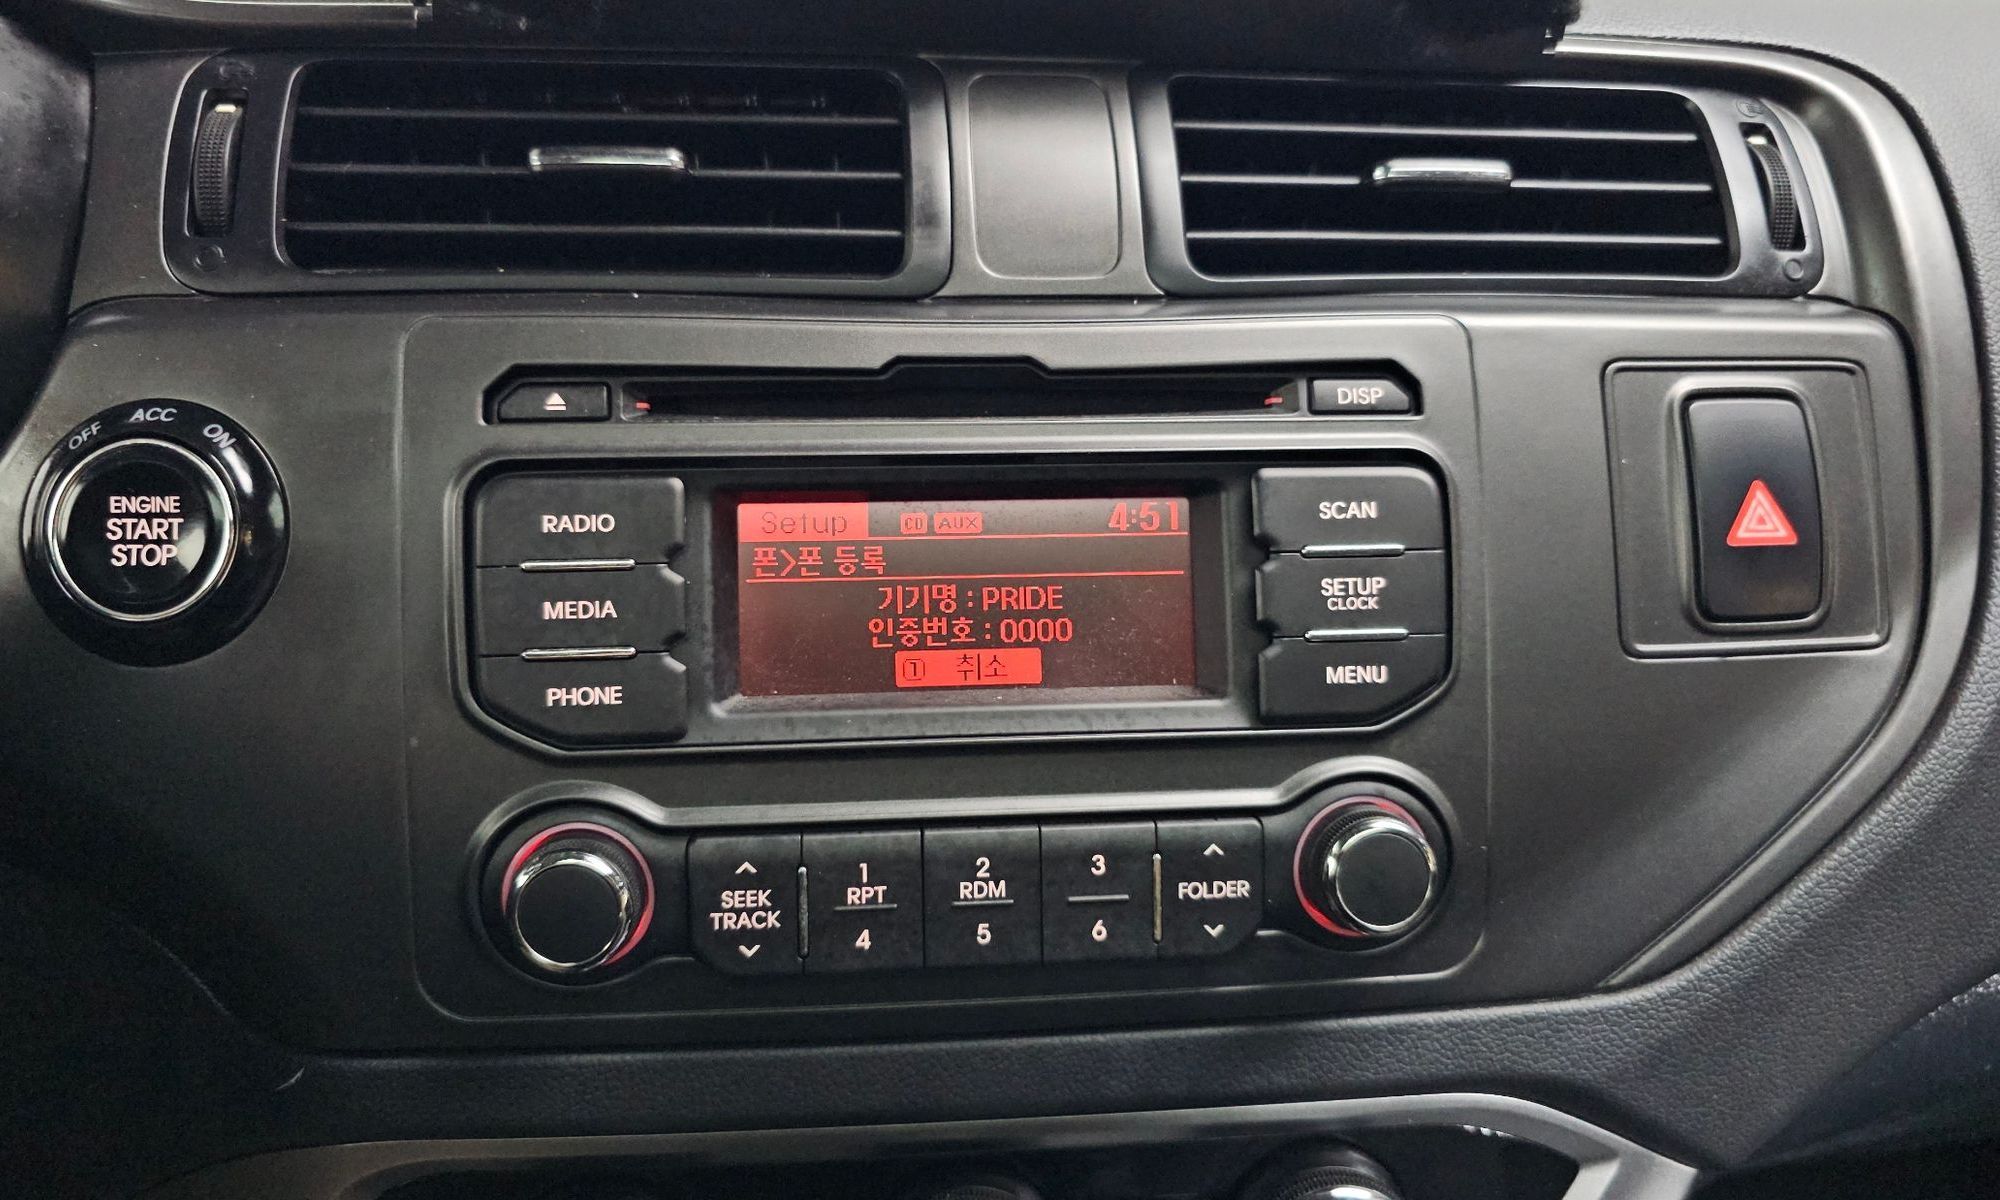 DISP
OFF ACC ON
ENGINE
START
STOP
RADIO
MEDIA
PHONE
Setup CD AUX 4:51
폰>폰 등록
기기명 : PRIDE
인증번호 : 0000
1 취소
SCAN
SETUP
CLOCK
MENU
SEEK
TRACK
1
RPT
4
2
RDM
5
3
6
FOLDER